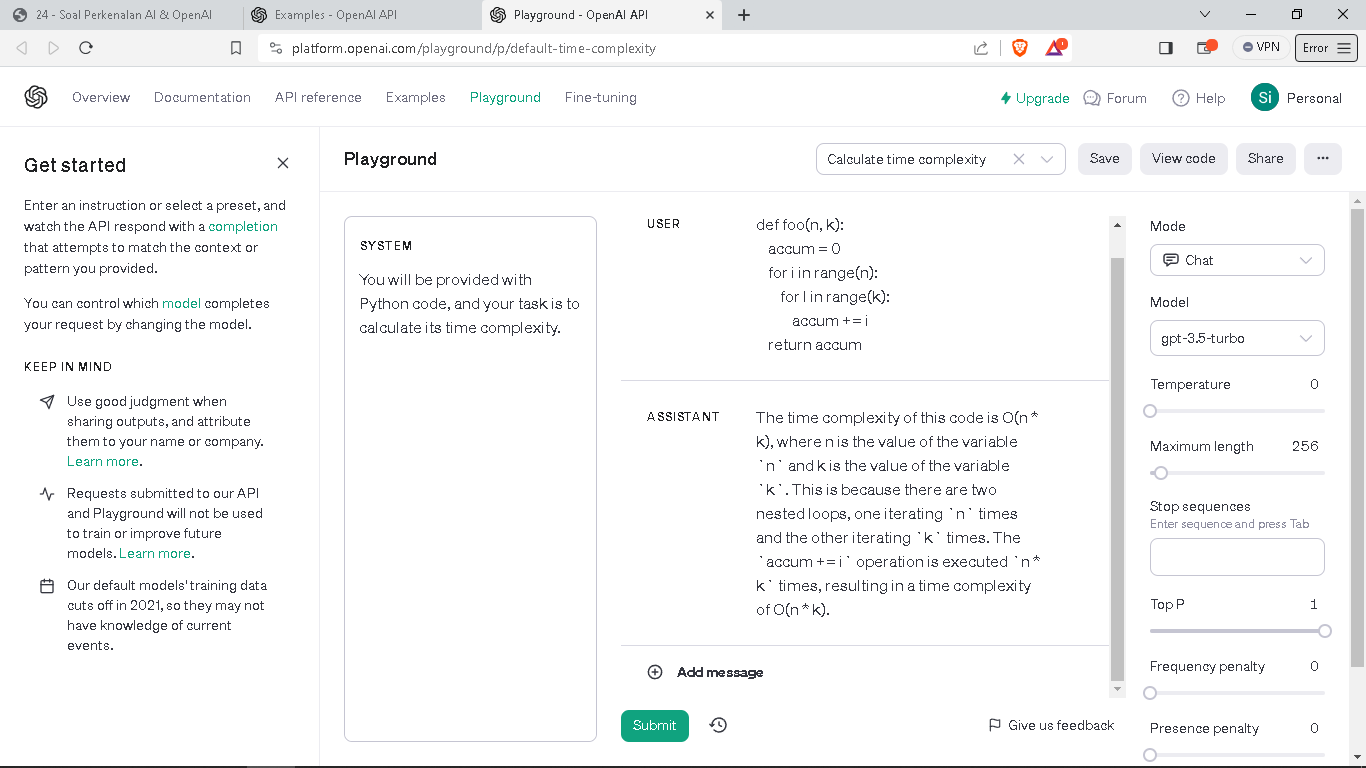 24 - Soal Perkenalan AI & OpenAI
Examples - OpenAI API
Playground - OpenAI API
platform.openai.com/playground/p/default-time-complexity
VPN
Error
Overview
Documentation
API reference
Examples
Playground
Fine-tuning
Upgrade
Forum
Help
Si
Personal
Get started
Enter an instruction or select a preset, and
watch the API respond with a completion
that attempts to match the context or
pattern you provided.
You can control which model completes
your request by changing the model.
KEEP IN MIND
Use good judgment when
sharing outputs, and attribute
them to your name or company.
Learn more.
Requests submitted to our API
and Playground will not be used
to train or improve future
models. Learn more.
Our default models' training data
cuts off in 2021, so they may not
have knowledge of current
events.
Playground
Calculate time complexity
Save
View code
Share
SYSTEM
You will be provided with
Python code, and your task is to
calculate its time complexity.
USER
def foo(n, k):
accum = 0
for i in range(n):
for l in range(k):
accum += i
return accum
ASSISTANT
The time complexity of this code is O(n *
k), where n is the value of the variable
`n` and k is the value of the variable
`k`. This is because there are two
nested loops, one iterating `n` times
and the other iterating `k` times. The
`accum += i` operation is executed `n *
k` times, resulting in a time complexity
of O(n * k).
Add message
Submit
Give us feedback
Mode
Chat
Model
gpt-3.5-turbo
Temperature 0
Maximum length 256
Stop sequences
Enter sequence and press Tab
Top P 1
Frequency penalty 0
Presence penalty 0